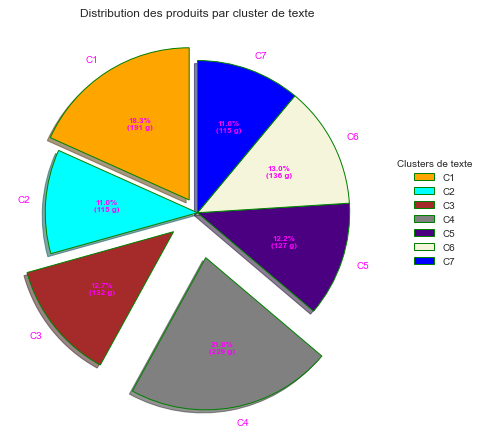 Distribution des produits par cluster de texte
C1
18.3%
(191 g)
C2
11.0%
(115 g)
C3
12.7%
C4
C5
12.2%
(127 g)
C6
13.0%
(136 g)
C7
11.0%
(115 g)
Clusters de texte
C1
C2
C3
C4
C5
C6
C7